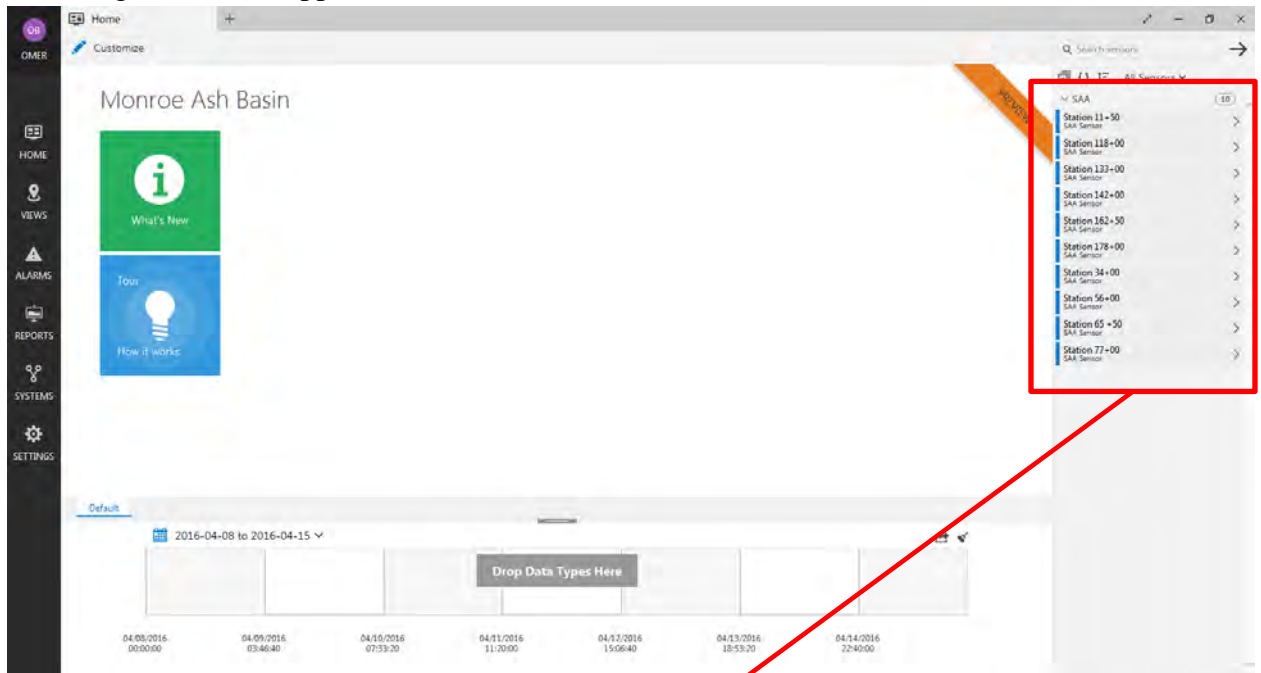 OB
Home
+
OMER
Customize
Search sensors
All Sensors
Monroe Ash Basin
PREVIEW
SAA
10
Station 11+50
SAA Sensor
Station 118+00
SAA Sensor
Station 133+00
SAA Sensor
Station 142+00
SAA Sensor
Station 162+50
SAA Sensor
Station 178+00
SAA Sensor
Station 34+00
SAA Sensor
Station 56+00
SAA Sensor
Station 65 +50
SAA Sensor
Station 77+00
SAA Sensor
HOME
VIEWS
ALARMS
REPORTS
SYSTEMS
SETTINGS
i
What's New
Tour
How it works
Default
2016-04-08 to 2016-04-15
Drop Data Types Here
04/08/2016 04/09/2016 04/10/2016 04/11/2016 04/12/2016 04/13/2016 04/14/2016
00:00:00 03:46:40 07:33:20 11:20:00 15:06:40 18:53:20 22:40:00